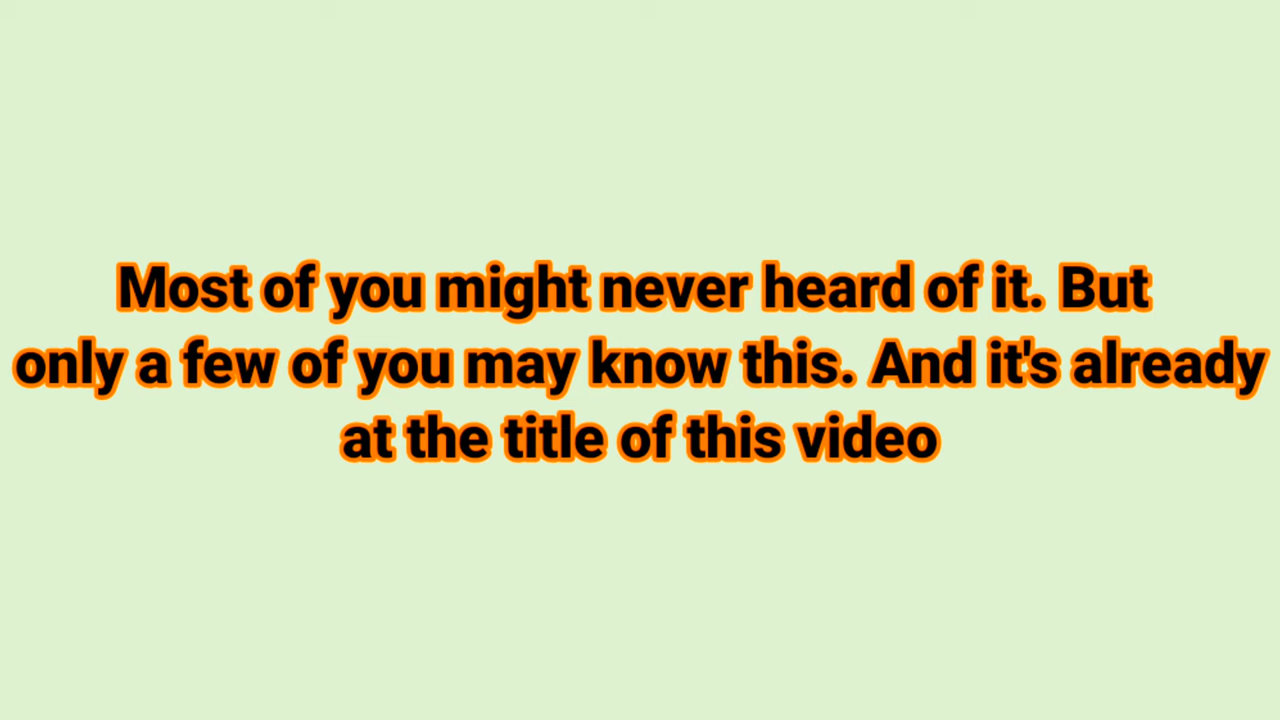 Most of you might never heard of it. But
only a few of you may know this. And it's already
at the title of this video